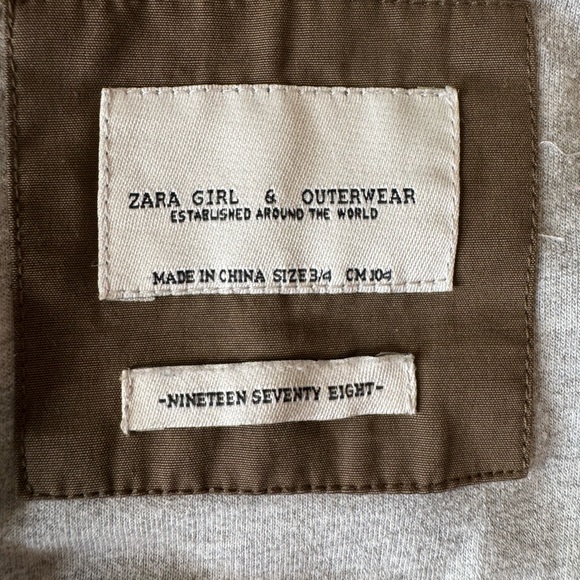 ZARA GIRL & OUTERWEAR
ESTABLISHED AROUND THE WORLD
MADE IN CHINA SIZE 3/4 CM 104
-NINETEEN SEVENTY EIGHT-